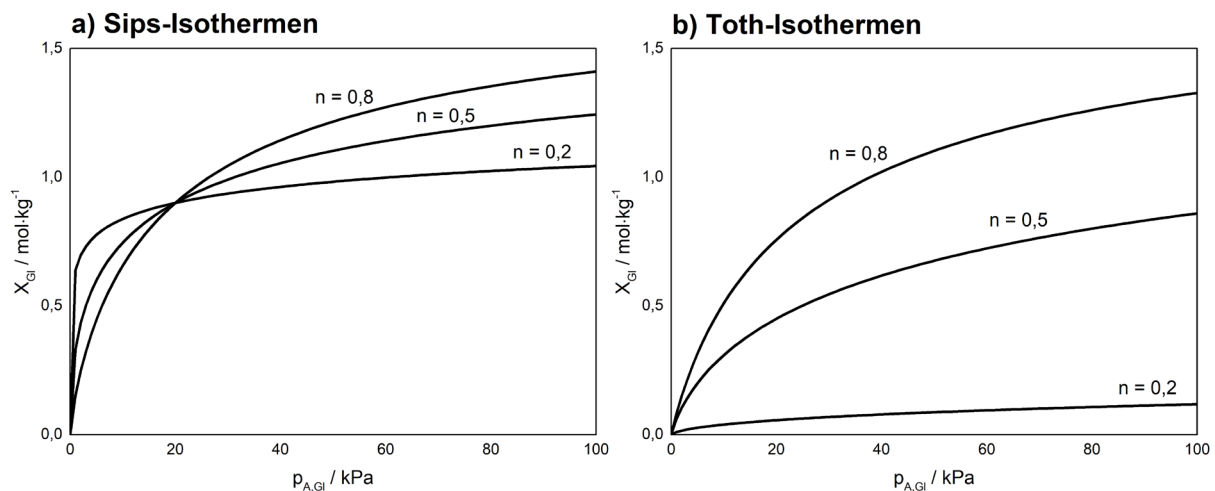 a) Sips-Isothermen
1,5
1,0
0,5
0,0
X_Gl / mol·kg⁻¹
n = 0,8
n = 0,5
n = 0,2
0 20 40 60 80 100
p_A,Gl / kPa
b) Toth-Isothermen
1,5
1,0
0,5
0,0
X_Gl / mol·kg⁻¹
n = 0,8
n = 0,5
n = 0,2
0 20 40 60 80 100
p_A,Gl / kPa